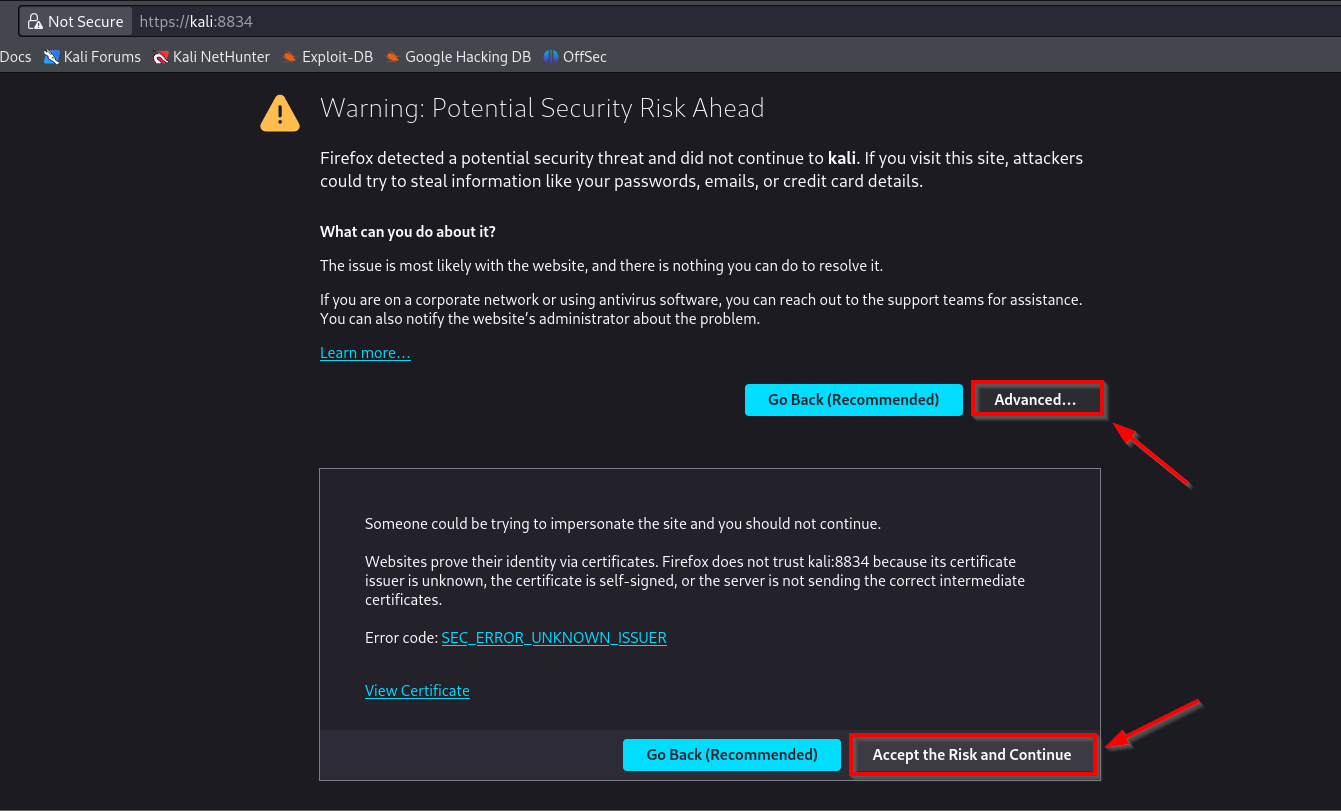 Not Secure https://kali:8834
Docs Kali Forums Kali NetHunter Exploit-DB Google Hacking DB OffSec
Warning: Potential Security Risk Ahead
Firefox detected a potential security threat and did not continue to kali. If you visit this site, attackers
could try to steal information like your passwords, emails, or credit card details.
What can you do about it?
The issue is most likely with the website, and there is nothing you can do to resolve it.
If you are on a corporate network or using antivirus software, you can reach out to the support teams for assistance.
You can also notify the website’s administrator about the problem.
Learn more…
Go Back (Recommended) Advanced…
Someone could be trying to impersonate the site and you should not continue.
Websites prove their identity via certificates. Firefox does not trust kali:8834 because its certificate
issuer is unknown, the certificate is self-signed, or the server is not sending the correct intermediate
certificates.
Error code: SEC_ERROR_UNKNOWN_ISSUER
View Certificate
Go Back (Recommended) Accept the Risk and Continue